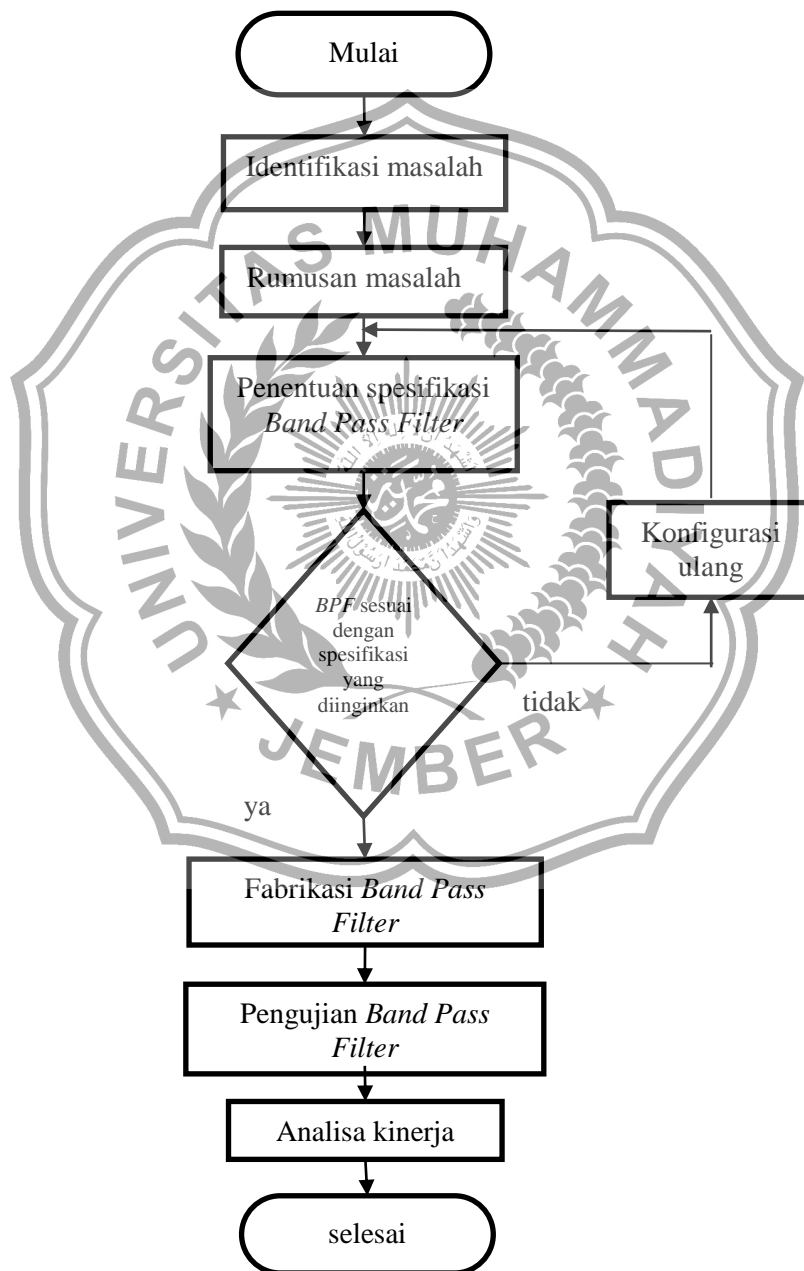 Mulai
Identifikasi masalah
Rumusan masalah
Penentuan spesifikasi
Band Pass Filter
Konfigurasi
ulang
BPF sesuai
dengan
spesifikasi
yang
diinginkan
tidak
ya
Fabrikasi Band Pass
Filter
Pengujian Band Pass
Filter
Analisa kinerja
selesai
UNIVERSITAS MUHAMMADIYAH
JEMBER